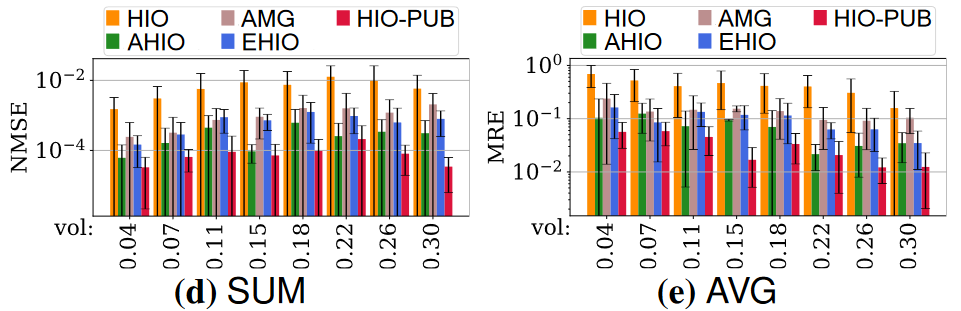 HIO AMG HIO-PUB
AHIO EHIO
NMSE
10⁻²
10⁻⁴
vol: 0.04 0.07 0.11 0.15 0.18 0.22 0.26 0.30
(d) SUM
HIO AMG HIO-PUB
AHIO EHIO
MRE
10⁰
10⁻¹
10⁻²
vol: 0.04 0.07 0.11 0.15 0.18 0.22 0.26 0.30
(e) AVG